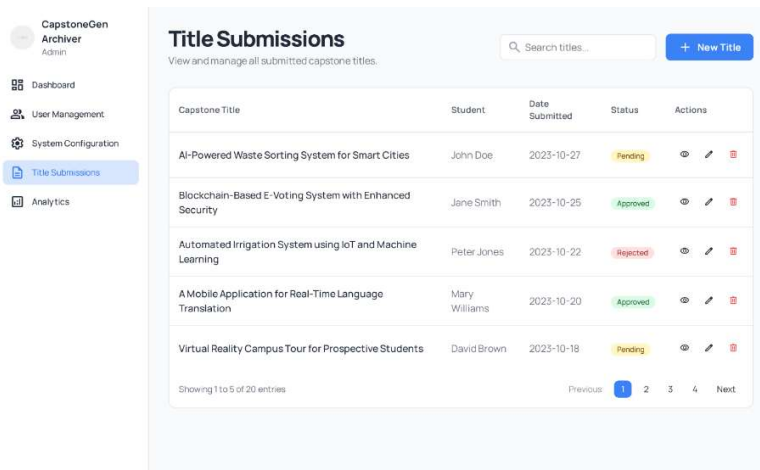 CapstoneGen
Archiver
Admin
Dashboard
User Management
System Configuration
Title Submissions
Analytics
Title Submissions
View and manage all submitted capstone titles.
Search titles...
+ New Title
Capstone Title Student Date Submitted Status Actions
AI-Powered Waste Sorting System for Smart Cities John Doe 2023-10-27 Pending
Blockchain-Based E-Voting System with Enhanced
Security Jane Smith 2023-10-25 Approved
Automated Irrigation System using IoT and Machine
Learning Peter Jones 2023-10-22 Rejected
A Mobile Application for Real-Time Language
Translation Mary Williams 2023-10-20 Approved
Virtual Reality Campus Tour for Prospective Students David Brown 2023-10-18 Pending
Showing 1 to 5 of 20 entries Previous 1 2 3 4 Next